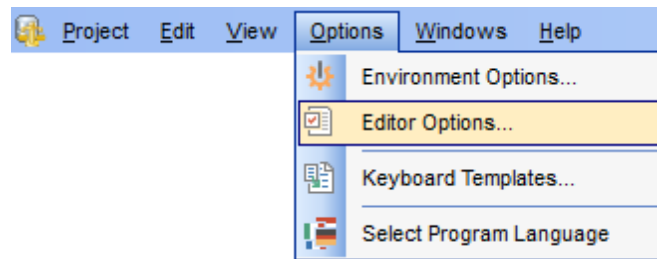 Project Edit View Options Windows Help
Environment Options...
Editor Options...
Keyboard Templates...
Select Program Language